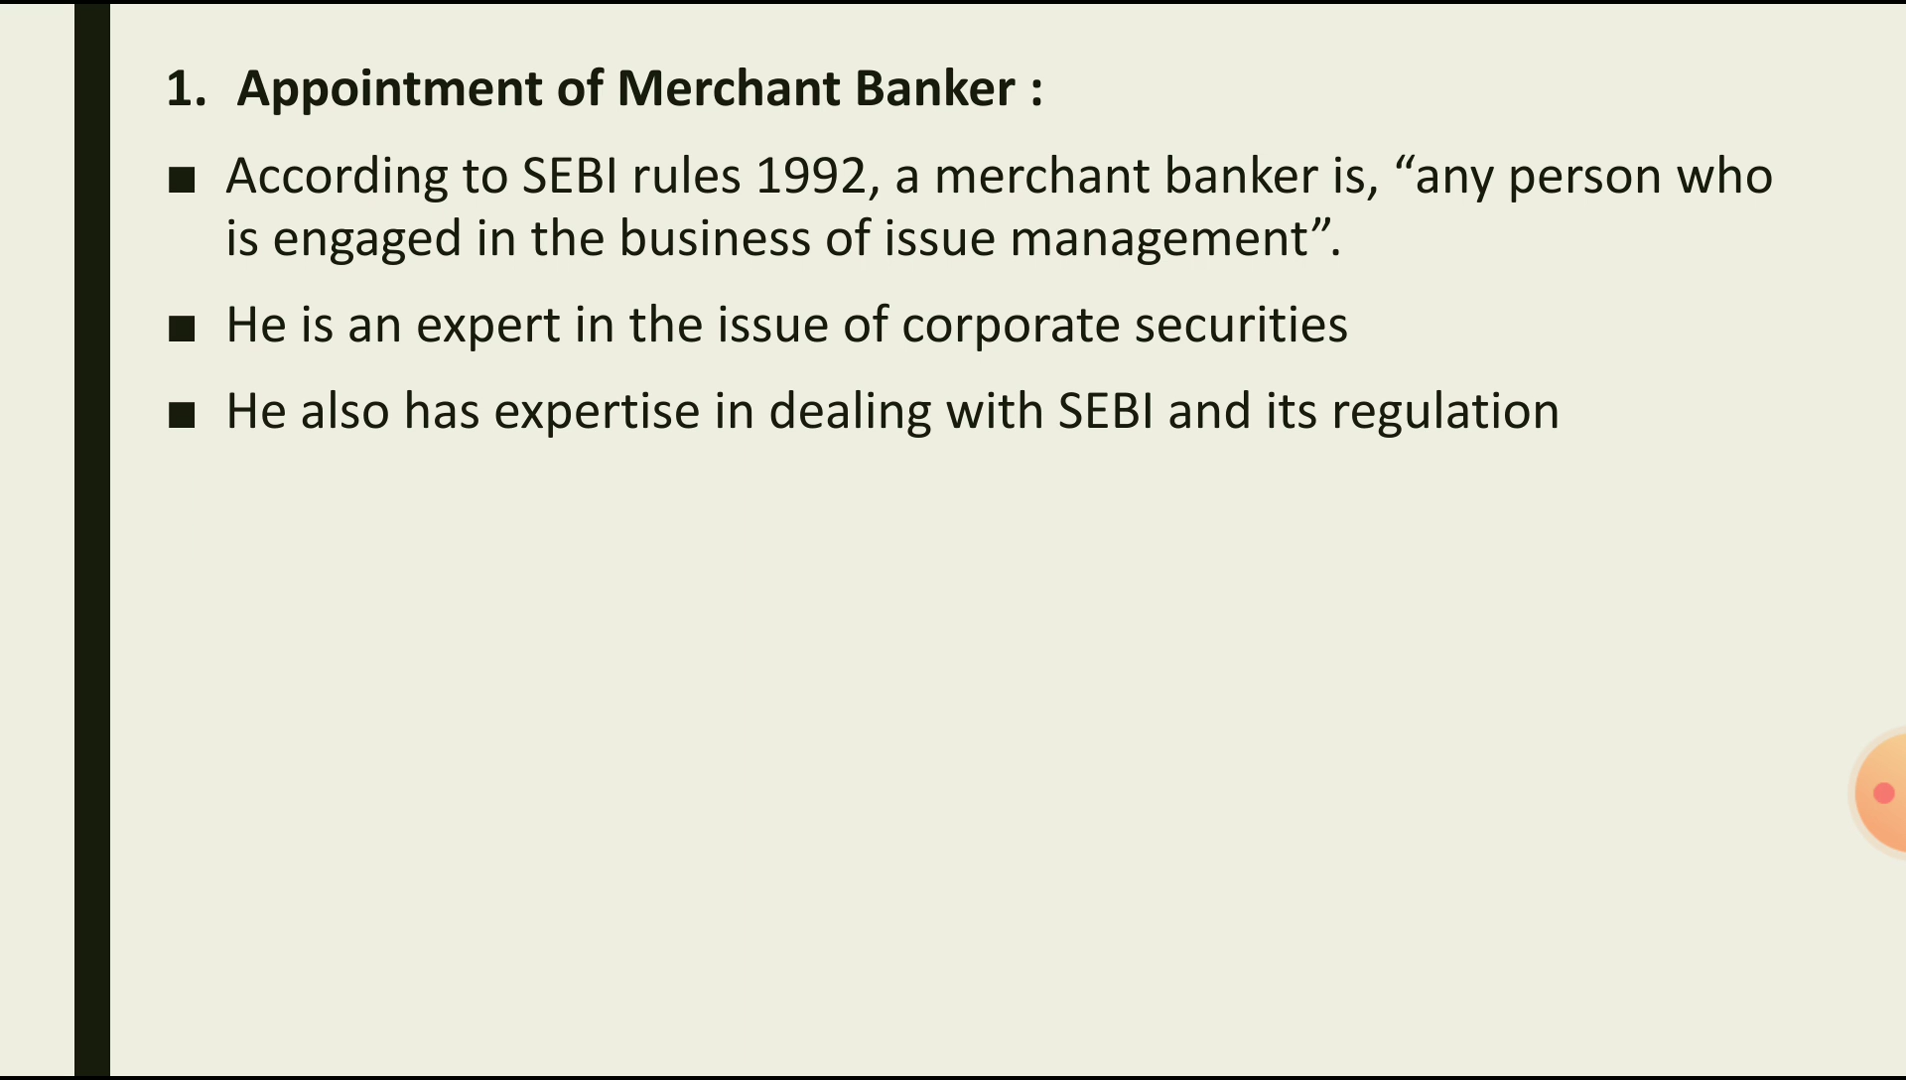 1. Appointment of Merchant Banker :
■ According to SEBI rules 1992, a merchant banker is, “any person who
is engaged in the business of issue management”.
■ He is an expert in the issue of corporate securities
■ He also has expertise in dealing with SEBI and its regulation